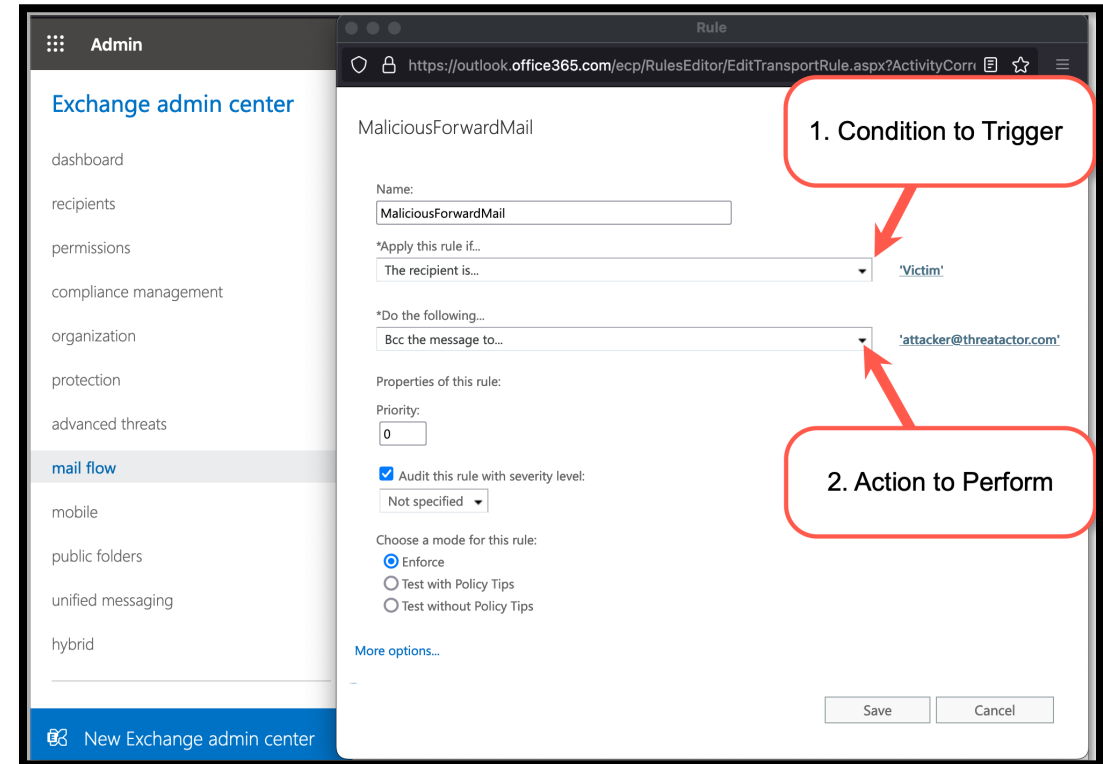 Admin
Exchange admin center
dashboard
recipients
permissions
compliance management
organization
protection
advanced threats
mail flow
mobile
public folders
unified messaging
hybrid
New Exchange admin center
Rule
https://outlook.office365.com/ecp/RulesEditor/EditTransportRule.aspx?ActivityCorre
MaliciousForwardMail
Name:
MaliciousForwardMail
*Apply this rule if...
The recipient is...
'Victim'
*Do the following...
Bcc the message to...
'attacker@threatactor.com'
Properties of this rule:
Priority:
0
Audit this rule with severity level:
Not specified
Choose a mode for this rule:
Enforce
Test with Policy Tips
Test without Policy Tips
More options...
Save
Cancel
1. Condition to Trigger
2. Action to Perform